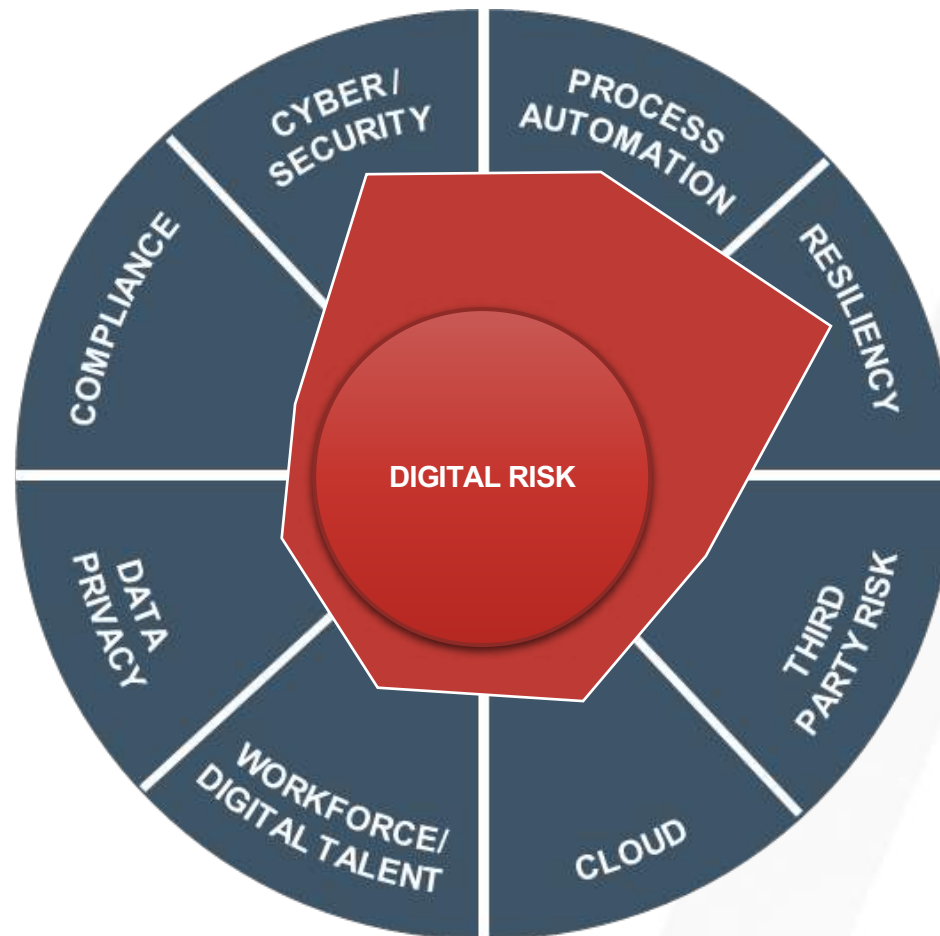 CYBER /
SECURITY
PROCESS
AUTOMATION
RESILIENCY
THIRD
PARTY RISK
CLOUD
WORKFORCE/
DIGITAL TALENT
DATA
PRIVACY
COMPLIANCE
DIGITAL RISK